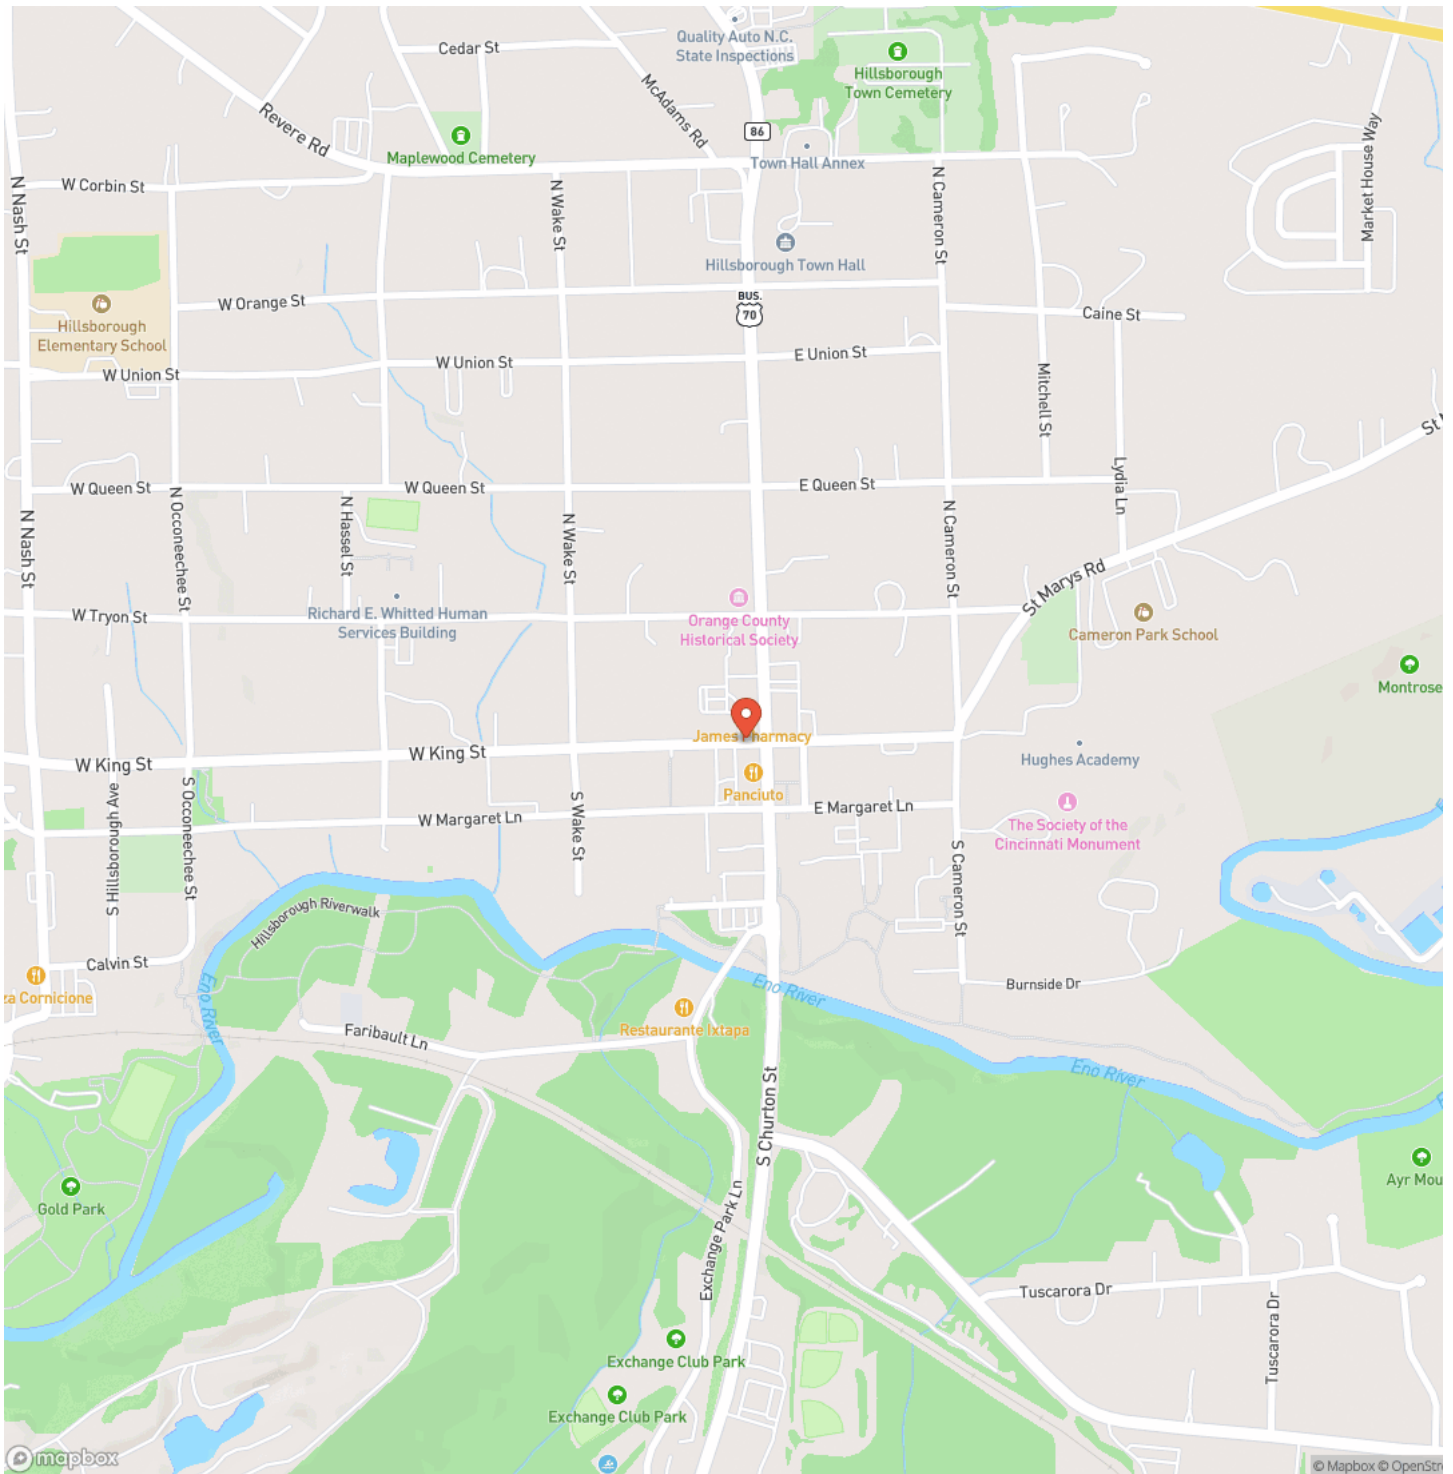 Quality Auto N.C.
State Inspections
Cedar St
Hillsborough
Town Cemetery
McAdams Rd
Revere Rd
86
Maplewood Cemetery
Town Hall Annex
Market House Way
W Corbin St
N Nash St
N Wake St
N Cameron St
Hillsborough Town Hall
W Orange St
BUS.
70
Caine St
Hillsborough
Elementary School
W Union St
W Union St
E Union St
Mitchell St
St
W Queen St
W Queen St
E Queen St
Lydia Ln
N Nash St
N Occoneechee St
N Hassel St
N Wake St
N Cameron St
St Marys Rd
W Tryon St
Richard E. Whitted Human
Services Building
Orange County
Historical Society
Cameron Park School
Montrose
James Pharmacy
W King St
W King St
Hughes Academy
Panciuto
S Hillsborough Ave
S Occoneechee St
W Margaret Ln
S Wake St
E Margaret Ln
The Society of the
Cincinnati Monument
S Cameron St
Hillsborough Riverwalk
Calvin St
za Cornicione
Eno River
Eno River
Burnside Dr
Restaurante Ixtapa
Faribault Ln
Eno River
S Churton St
Gold Park
Ayr Mou
Exchange Park Ln
Tuscarora Dr
Tuscarora Dr
Exchange Club Park
Exchange Club Park
mapbox
© Mapbox © OpenStre